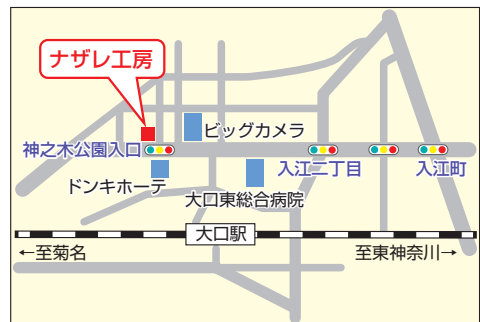 ナザレ工房
ビッグカメラ
神之木公園入口
入江二丁目
入江町
ドンキホーテ
大口東総合病院
大口駅
←至菊名
至東神奈川→